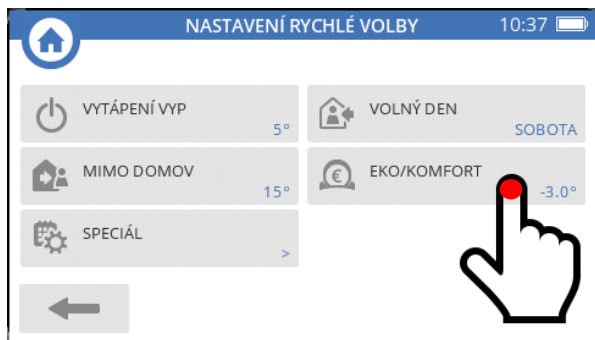 NASTAVENÍ RYCHLÉ VOLBY 10:37
VYTÁPENÍ VYP 5°
VOLNÝ DEN SOBOTA
MIMO DOMOV 15°
€ EKO/KOMFORT -3.0°
SPECIÁL >